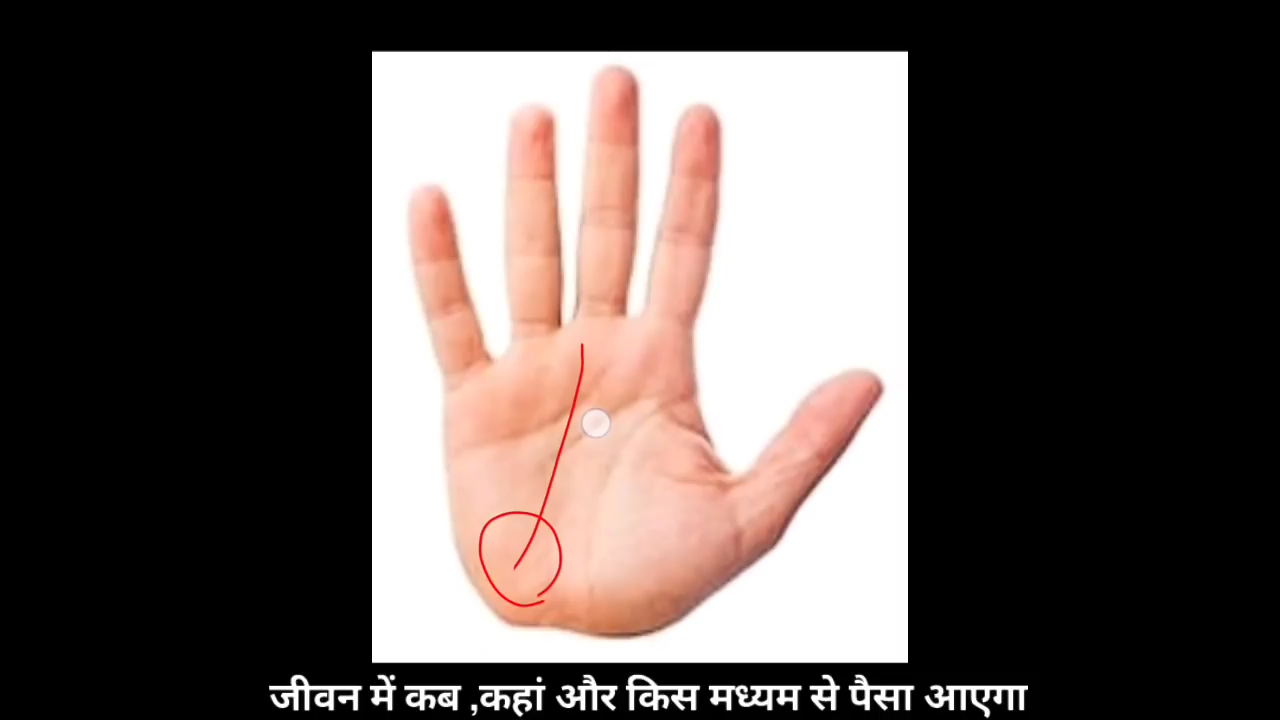 जीवन में कब ,कहां और किस मध्यम से पैसा आएगा